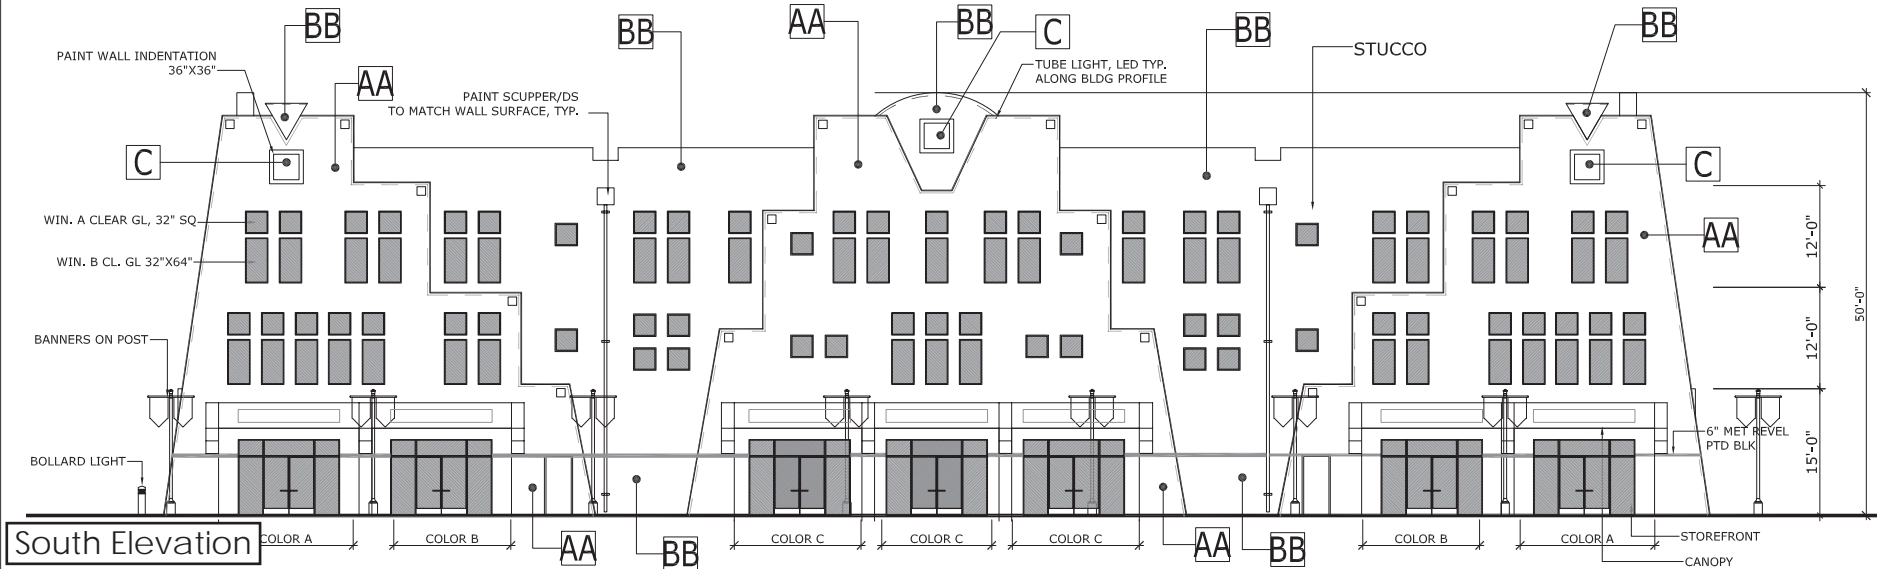 BB
BB
AA
BB
C
BB
BB
PAINT WALL INDENTATION
36"X36"
AA
PAINT SCUPPER/DS
TO MATCH WALL SURFACE, TYP.
TUBE LIGHT, LED TYP.
ALONG BLDG PROFILE
STUCCO
C
C
WIN. A CLEAR GL, 32" SQ
WIN. B CL. GL 32"X64"
AA
12'-0"
50'-0"
BANNERS ON POST
12'-0"
BOLLARD LIGHT
6" MET REVEL
PTD BLK
15'-0"
South Elevation
COLOR A
COLOR B
AA
BB
COLOR C
COLOR C
COLOR C
AA
BB
COLOR B
COLOR A
STOREFRONT
CANOPY